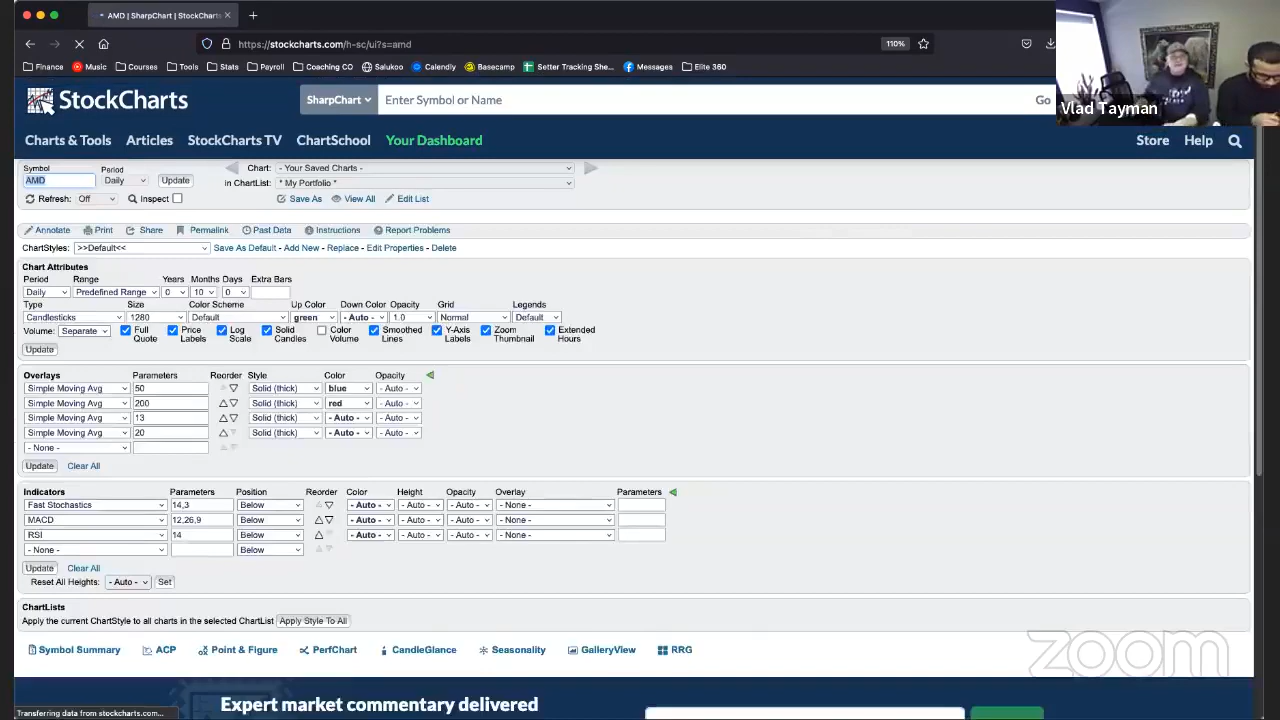 AMD | SharpChart | StockCharts
https://stockcharts.com/h-sc/ui?s=amd
110%
Finance Music Courses Tools Stats Payroll Coaching CO Salukoo Calendly Basecamp Setter Tracking She... Messages Elite 360
StockCharts SharpChart Enter Symbol or Name Go
Vlad Tayman
Charts & Tools Articles StockCharts TV ChartSchool Your Dashboard Store Help
Symbol Period Chart: - Your Saved Charts -
AMD Daily Update in ChartList: * My Portfolio *
Refresh: Off Inspect Save As View All Edit List
Annotate Print Share Permalink Past Data Instructions Report Problems
ChartStyles: >>Default<< Save As Default - Add New - Replace - Edit Properties - Delete
Chart Attributes
Period Range Years Months Days Extra Bars
Daily Predefined Range 0 10 0
Type Size Color Scheme Up Color Down Color Opacity Grid Legends
Candlesticks 1280 Default green - Auto - 1.0 Normal Default
Volume: Separate Full Quote Price Labels Log Scale Solid Candles Color Volume Smoothed Lines Y-Axis Labels Zoom Thumbnail Extended Hours
Update
Overlays Parameters Reorder Style Color Opacity
Simple Moving Avg 50 Solid (thick) blue - Auto -
Simple Moving Avg 200 Solid (thick) red - Auto -
Simple Moving Avg 13 Solid (thick) - Auto - - Auto -
Simple Moving Avg 20 Solid (thick) - Auto - - Auto -
- None -
Update Clear All
Indicators Parameters Position Reorder Color Height Opacity Overlay Parameters
Fast Stochastics 14,3 Below - Auto - - Auto - - Auto - - None -
MACD 12,26,9 Below - Auto - - Auto - - Auto - - None -
RSI 14 Below - Auto - - Auto - - Auto - - None -
- None - Below
Update Clear All
Reset All Heights: - Auto - Set
ChartLists
Apply the current ChartStyle to all charts in the selected ChartList Apply Style To All
Symbol Summary ACP Point & Figure PerfChart CandleGlance Seasonality GalleryView RRG
zoom
Expert market commentary delivered
Transferring data from stockcharts.com...